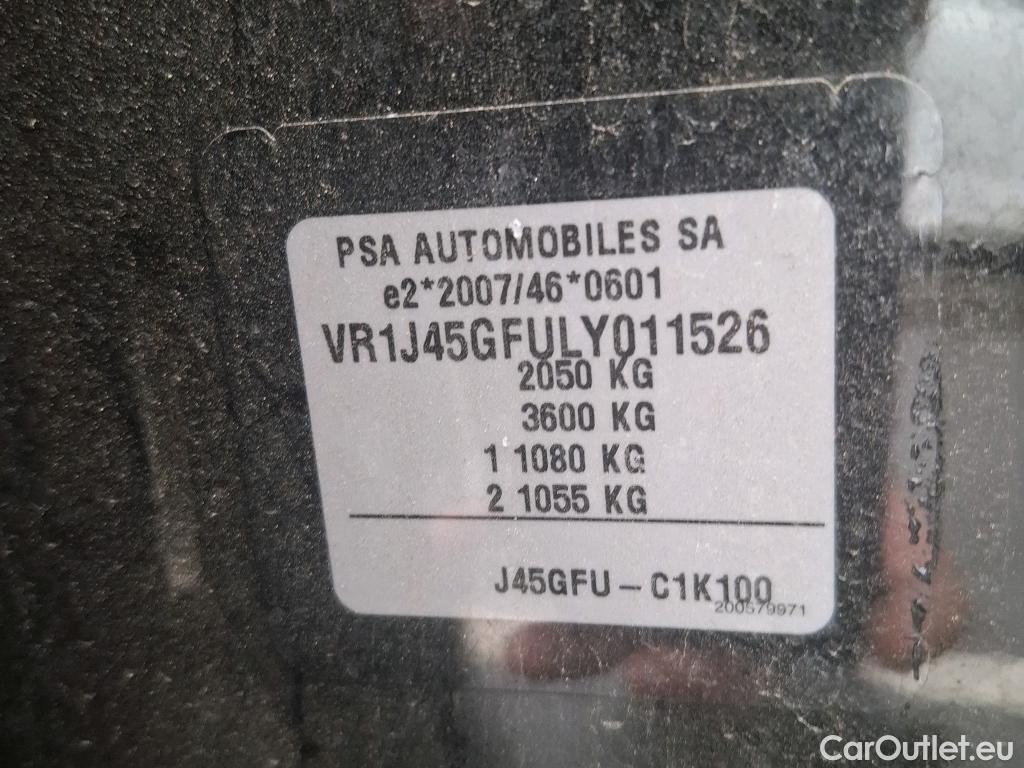 PSA AUTOMOBILES SA
e2*2007/46*0601
VR1J45GFULY011526
2050 KG
3600 KG
1 1080 KG
2 1055 KG
J45GFU – C1K100
200579971
CarOutlet.eu